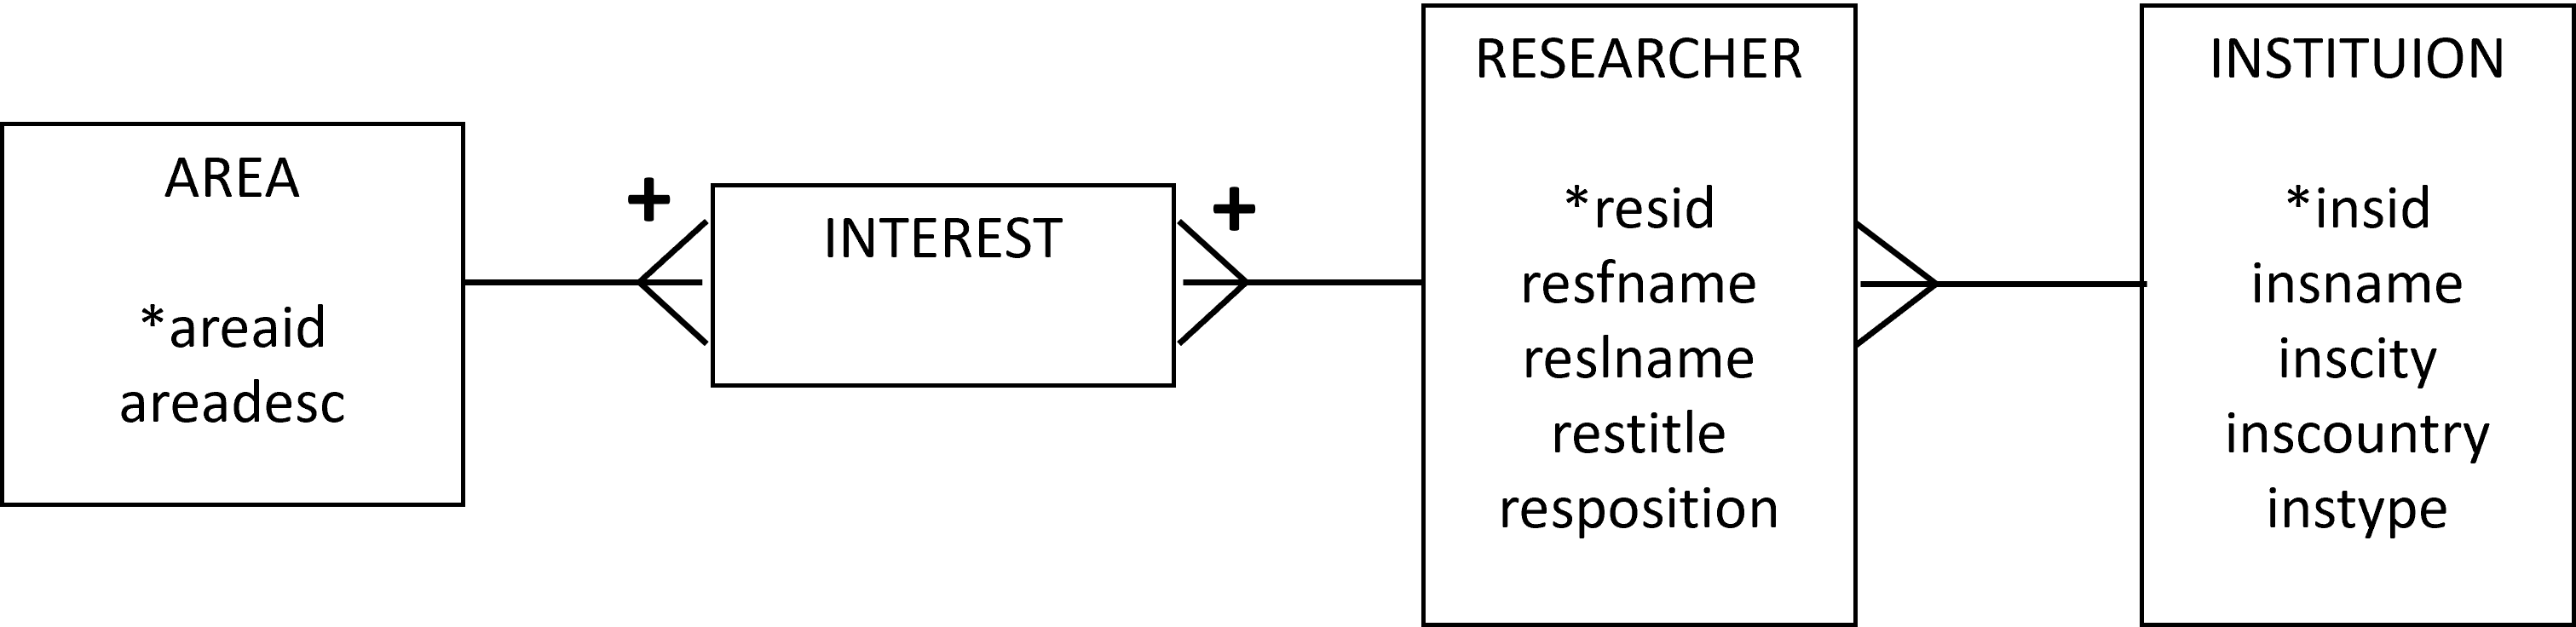 AREA
*areaid
areadesc
+
INTEREST
+
RESEARCHER
*resid
resfname
reslname
restitle
resposition
INSTITUION
*insid
insname
inscity
inscountry
instype